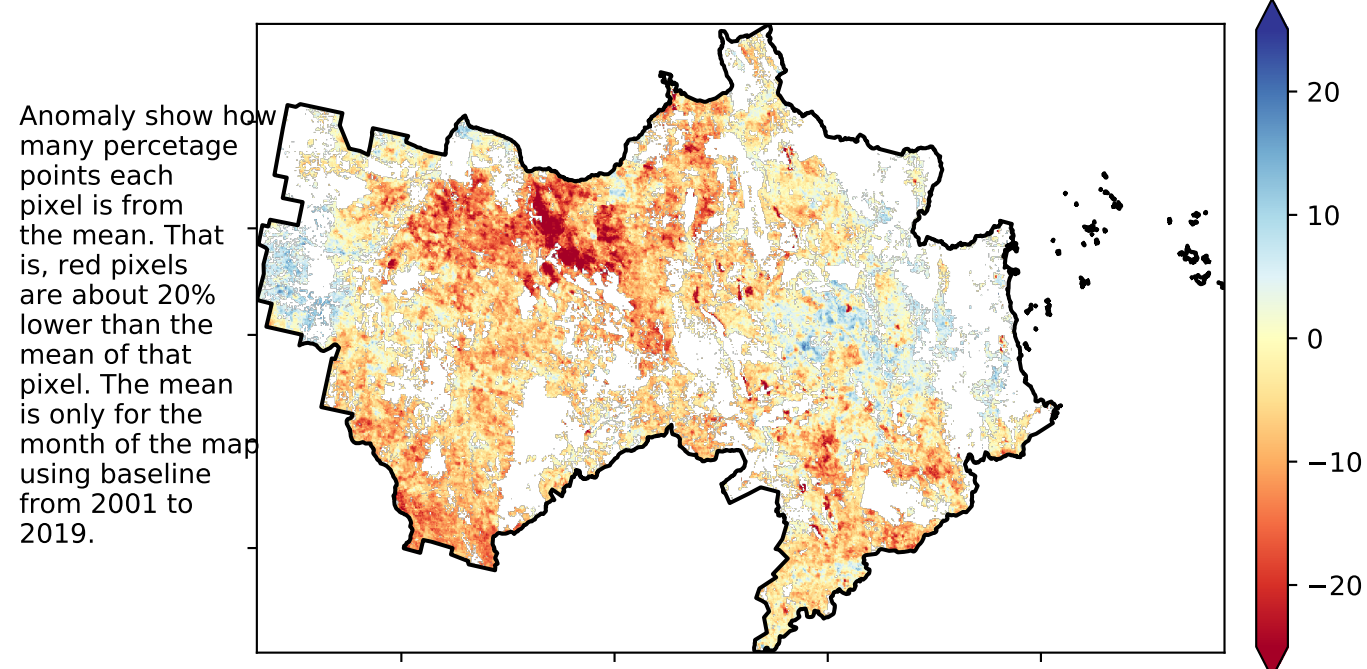 Anomaly show how
many percetage
points each
pixel is from
the mean. That
is, red pixels
are about 20%
lower than the
mean of that
pixel. The mean
is only for the
month of the map
using baseline
from 2001 to
2019.
20
10
0
−10
−20